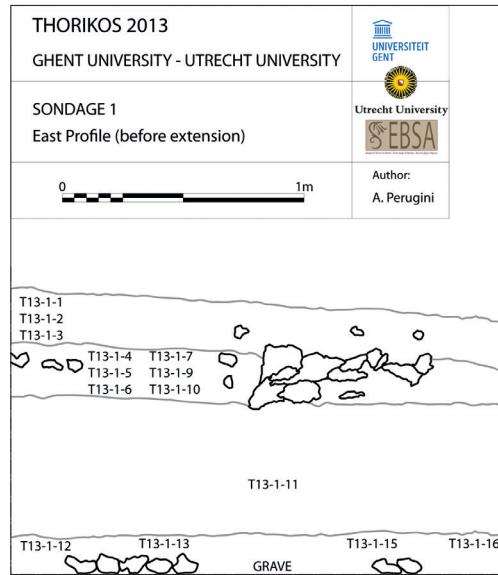 THORIKOS 2013
GHENT UNIVERSITY - UTRECHT UNIVERSITY
UNIVERSITEIT
GENT
SONDAGE 1
East Profile (before extension)
Utrecht University
EBSA
0 1m
Author:
A. Perugini
T13-1-1
T13-1-2
T13-1-3
T13-1-4 T13-1-7
T13-1-5 T13-1-9
T13-1-6 T13-1-10
T13-1-11
T13-1-12 T13-1-13 T13-1-15 T13-1-16
GRAVE